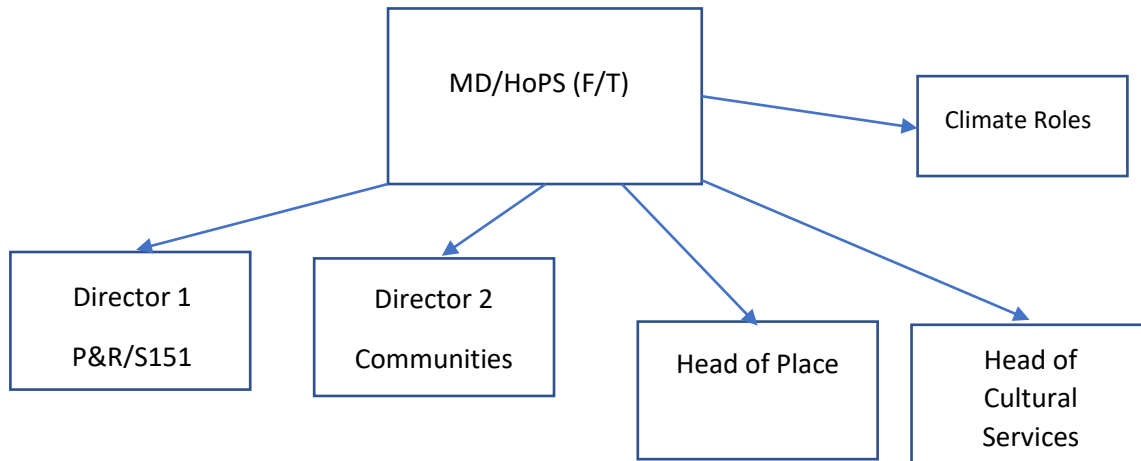 MD/HoPS (F/T)
Climate Roles
Director 1
P&R/S151
Director 2
Communities
Head of Place
Head of
Cultural
Services